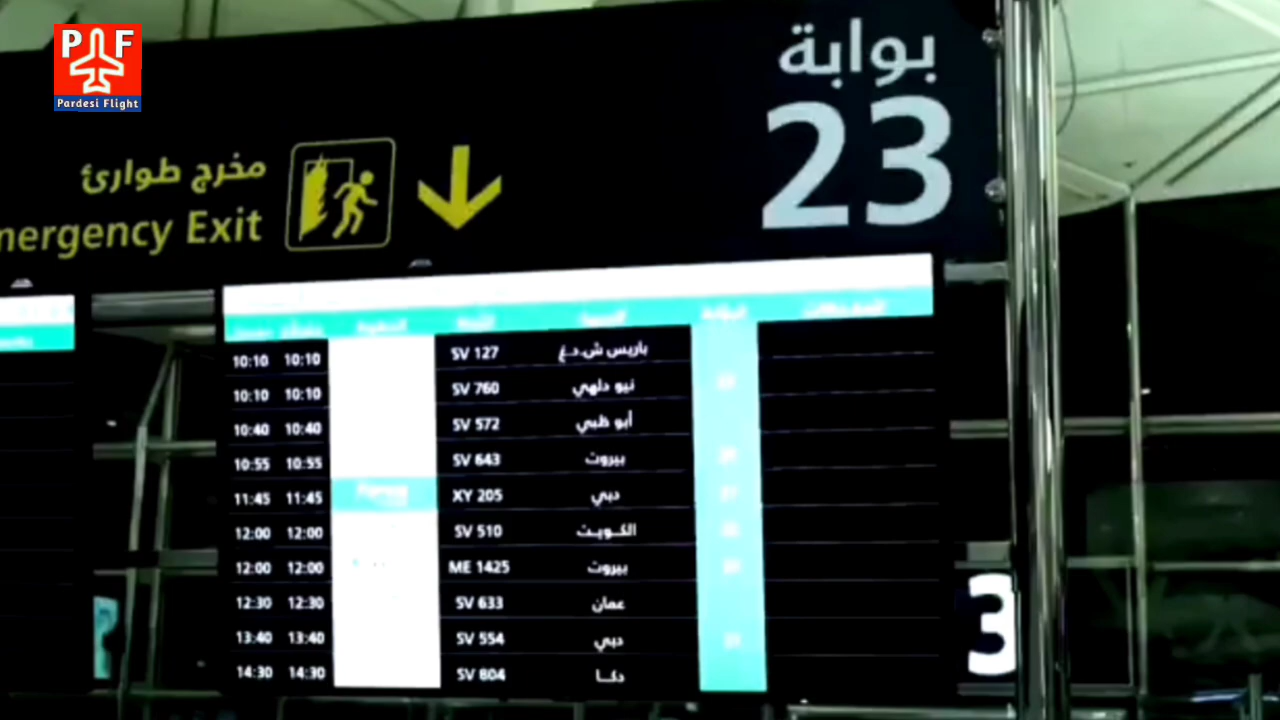 P F
Pardesi Flight
بوابة
23
مخرج طوارئ
mergency Exit
10:10 10:10 SV 127 باريس ش.د.غ
10:10 10:10 SV 760 نيو دلهي
10:40 10:40 SV 572 أبو ظبي
10:55 10:55 SV 643 بيروت
11:45 11:45 XY 205 دبي
12:00 12:00 SV 510 الكويت
12:00 12:00 ME 1425 بيروت
12:30 12:30 SV 633 عمان
13:40 13:40 SV 554 دبي
14:30 14:30 SV 804 دكا
3